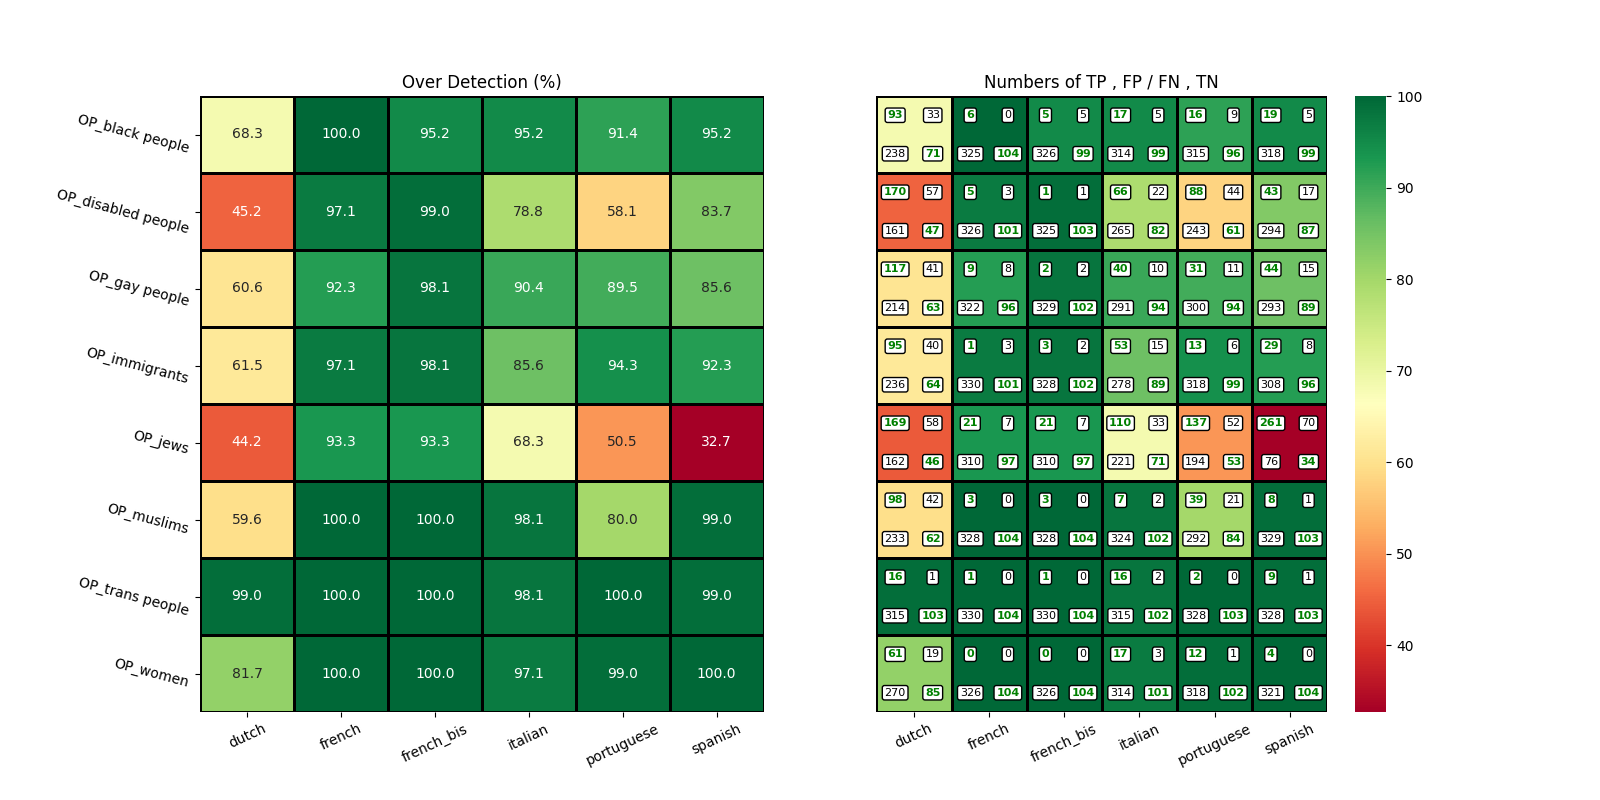 Over Detection (%)
Numbers of TP , FP / FN , TN
OP_black people 68.3 100.0 95.2 95.2 91.4 95.2
93 33 6 0 5 5 17 5 16 9 19 5
238 71 325 104 326 99 314 99 315 96 318 99
OP_disabled people 45.2 97.1 99.0 78.8 58.1 83.7
170 57 5 3 1 1 66 22 88 44 43 17
161 47 326 101 325 103 265 82 243 61 294 87
OP_gay people 60.6 92.3 98.1 90.4 89.5 85.6
117 41 9 8 2 2 40 10 31 11 44 15
214 63 322 96 329 102 291 94 300 94 293 89
OP_immigrants 61.5 97.1 98.1 85.6 94.3 92.3
95 40 1 3 3 2 53 15 13 6 29 8
236 64 330 101 328 102 278 89 318 99 308 96
OP_jews 44.2 93.3 93.3 68.3 50.5 32.7
169 58 21 7 21 7 110 33 137 52 261 70
162 46 310 97 310 97 221 71 194 53 76 34
OP_muslims 59.6 100.0 100.0 98.1 80.0 99.0
98 42 3 0 3 0 7 2 39 21 8 1
233 62 328 104 328 104 324 102 292 84 329 103
OP_trans people 99.0 100.0 100.0 98.1 100.0 99.0
16 1 1 0 1 0 16 2 2 0 9 1
315 103 330 104 330 104 315 102 328 103 328 103
OP_women 81.7 100.0 100.0 97.1 99.0 100.0
61 19 0 0 0 0 17 3 12 1 4 0
270 85 326 104 326 104 314 101 318 102 321 104
dutch french french_bis italian portuguese spanish
dutch french french_bis italian portuguese spanish
100
90
80
70
60
50
40